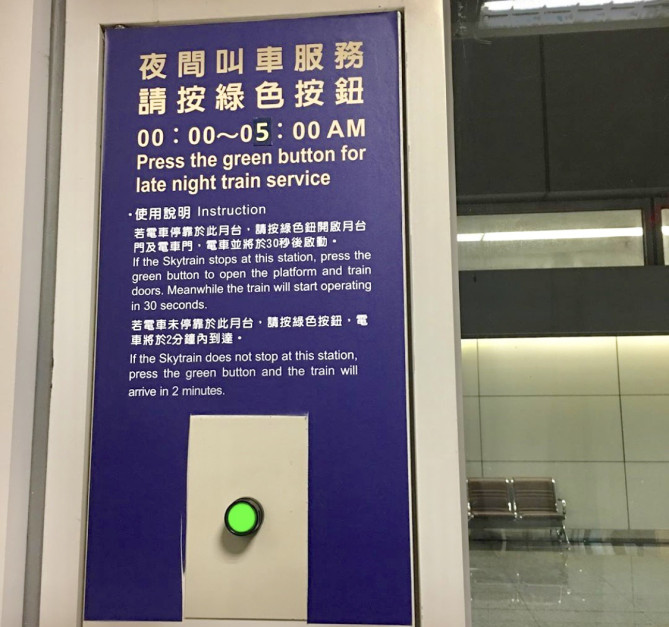 夜間叫車服務
請按綠色按鈕
00：00～05：00 AM
Press the green button for
late night train service
·使用說明 Instruction
若電車停靠於此月台，請按綠色鈕開啟月台
門及電車門，電車並將於30秒後啟動。
If the Skytrain stops at this station, press the
green button to open the platform and train
doors. Meanwhile the train will start operating
in 30 seconds.
若電車未停靠於此月台，請按綠色按鈕，電
車將於2分鐘內到達。
If the Skytrain does not stop at this station,
press the green button and the train will
arrive in 2 minutes.